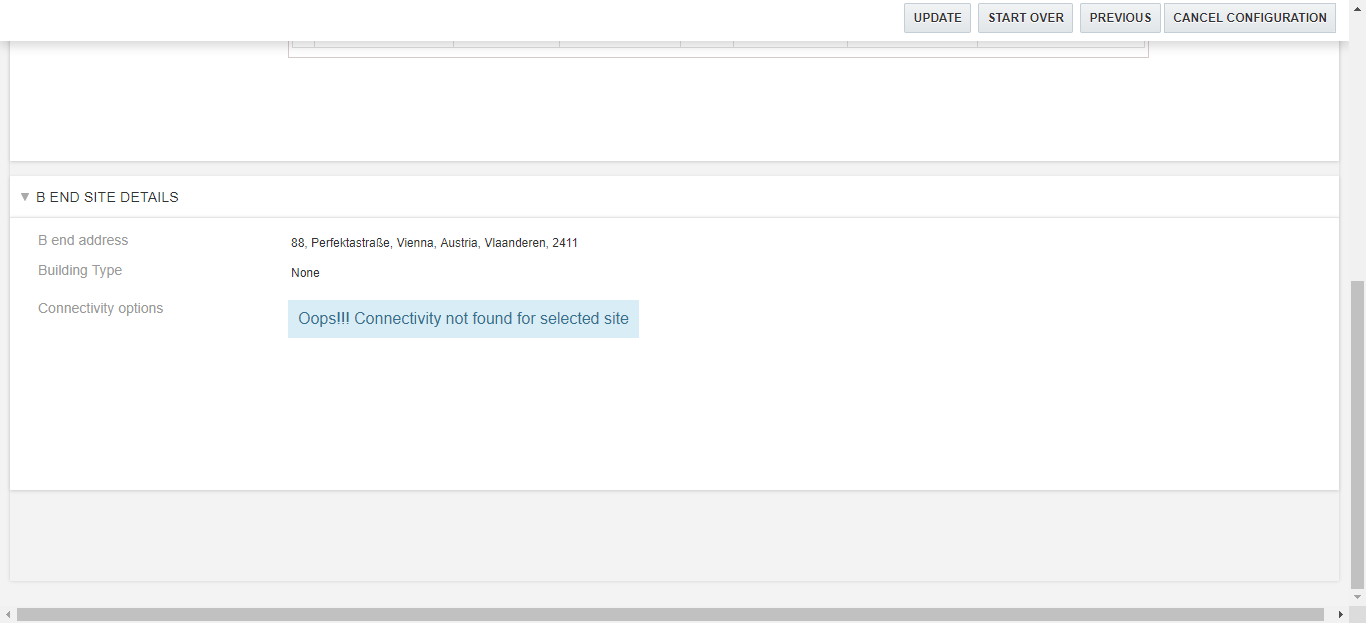 UPDATE START OVER PREVIOUS CANCEL CONFIGURATION
B END SITE DETAILS
B end address 88, Perfektastraße, Vienna, Austria, Vlaanderen, 2411
Building Type None
Connectivity options Oops!!! Connectivity not found for selected site